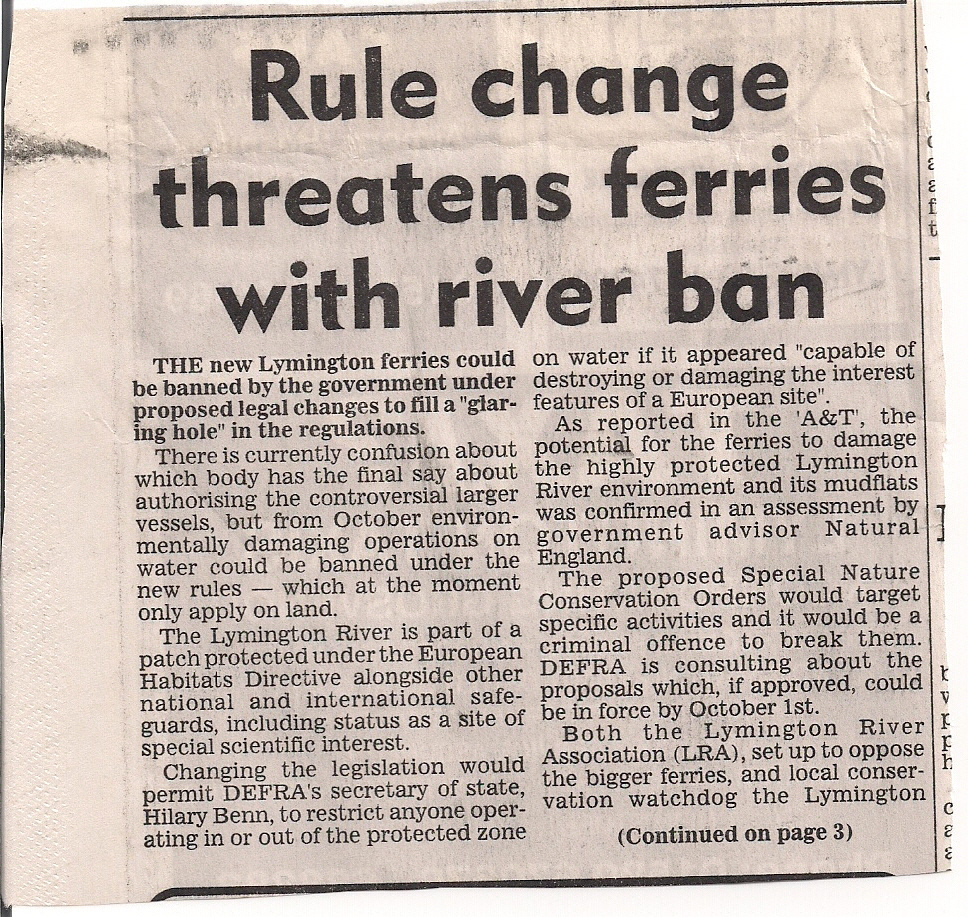 Rule change
threatens ferries
with river ban
THE new Lymington ferries could
be banned by the government under
proposed legal changes to fill a "glar-
ing hole" in the regulations.
There is currently confusion about
which body has the final say about
authorising the controversial larger
vessels, but from October environ-
mentally damaging operations on
water could be banned under the
new rules — which at the moment
only apply on land.
The Lymington River is part of a
patch protected under the European
Habitats Directive alongside other
national and international safe-
guards, including status as a site of
special scientific interest.
Changing the legislation would
permit DEFRA's secretary of state,
Hilary Benn, to restrict anyone oper-
ating in or out of the protected zone
on water if it appeared "capable of
destroying or damaging the interest
features of a European site".
As reported in the 'A&T', the
potential for the ferries to damage
the highly protected Lymington
River environment and its mudflats
was confirmed in an assessment by
government advisor Natural
England.
The proposed Special Nature
Conservation Orders would target
specific activities and it would be a
criminal offence to break them.
DEFRA is consulting about the
proposals which, if approved, could
be in force by October 1st.
Both the Lymington River
Association (LRA), set up to oppose
the bigger ferries, and local conser-
vation watchdog the Lymington
(Continued on page 3)